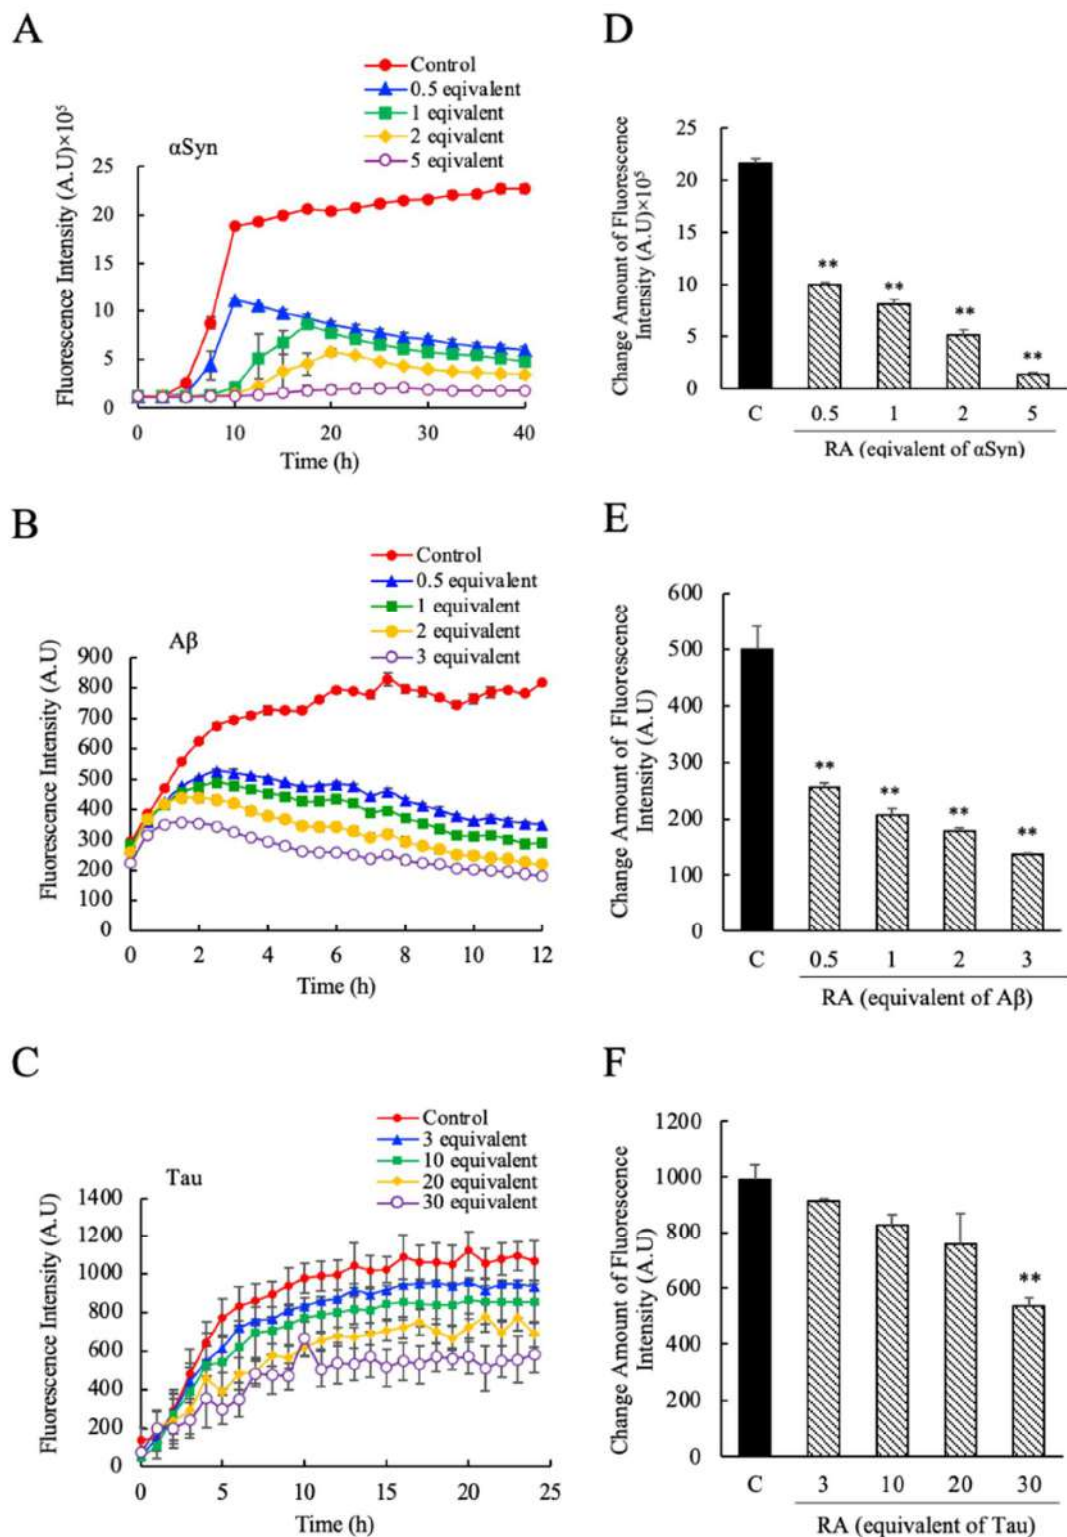 A
Control
0.5 eqivalent
1 eqivalent
2 eqivalent
5 eqivalent
αSyn
Fluorescence Intensity (A.U)×10⁵
25
20
15
10
5
0
0 10 20 30 40
Time (h)
D
Change Amount of Fluorescence
Intensity (A.U)×10⁵
25
20
15
10
5
0
**
**
**
**
C 0.5 1 2 5
RA (eqivalent of αSyn)
B
Control
0.5 equivalent
1 equivalent
2 equivalent
3 equivalent
Aβ
Fluorescence Intensity (A.U)
900
800
700
600
500
400
300
200
100
0
0 2 4 6 8 10 12
Time (h)
E
Change Amount of Fluorescence
Intensity (A.U)
600
500
400
300
200
100
0
**
**
**
**
C 0.5 1 2 3
RA (equivalent of Aβ)
C
Control
3 equivalent
10 equivalent
20 equivalent
30 equivalent
Tau
Fluorescence Intensity (A.U)
1400
1200
1000
800
600
400
200
0
0 5 10 15 20 25
Time (h)
F
Change Amount of Fluorescence
Intensity (A.U)
1200
1000
800
600
400
200
0
**
C 3 10 20 30
RA (equivalent of Tau)